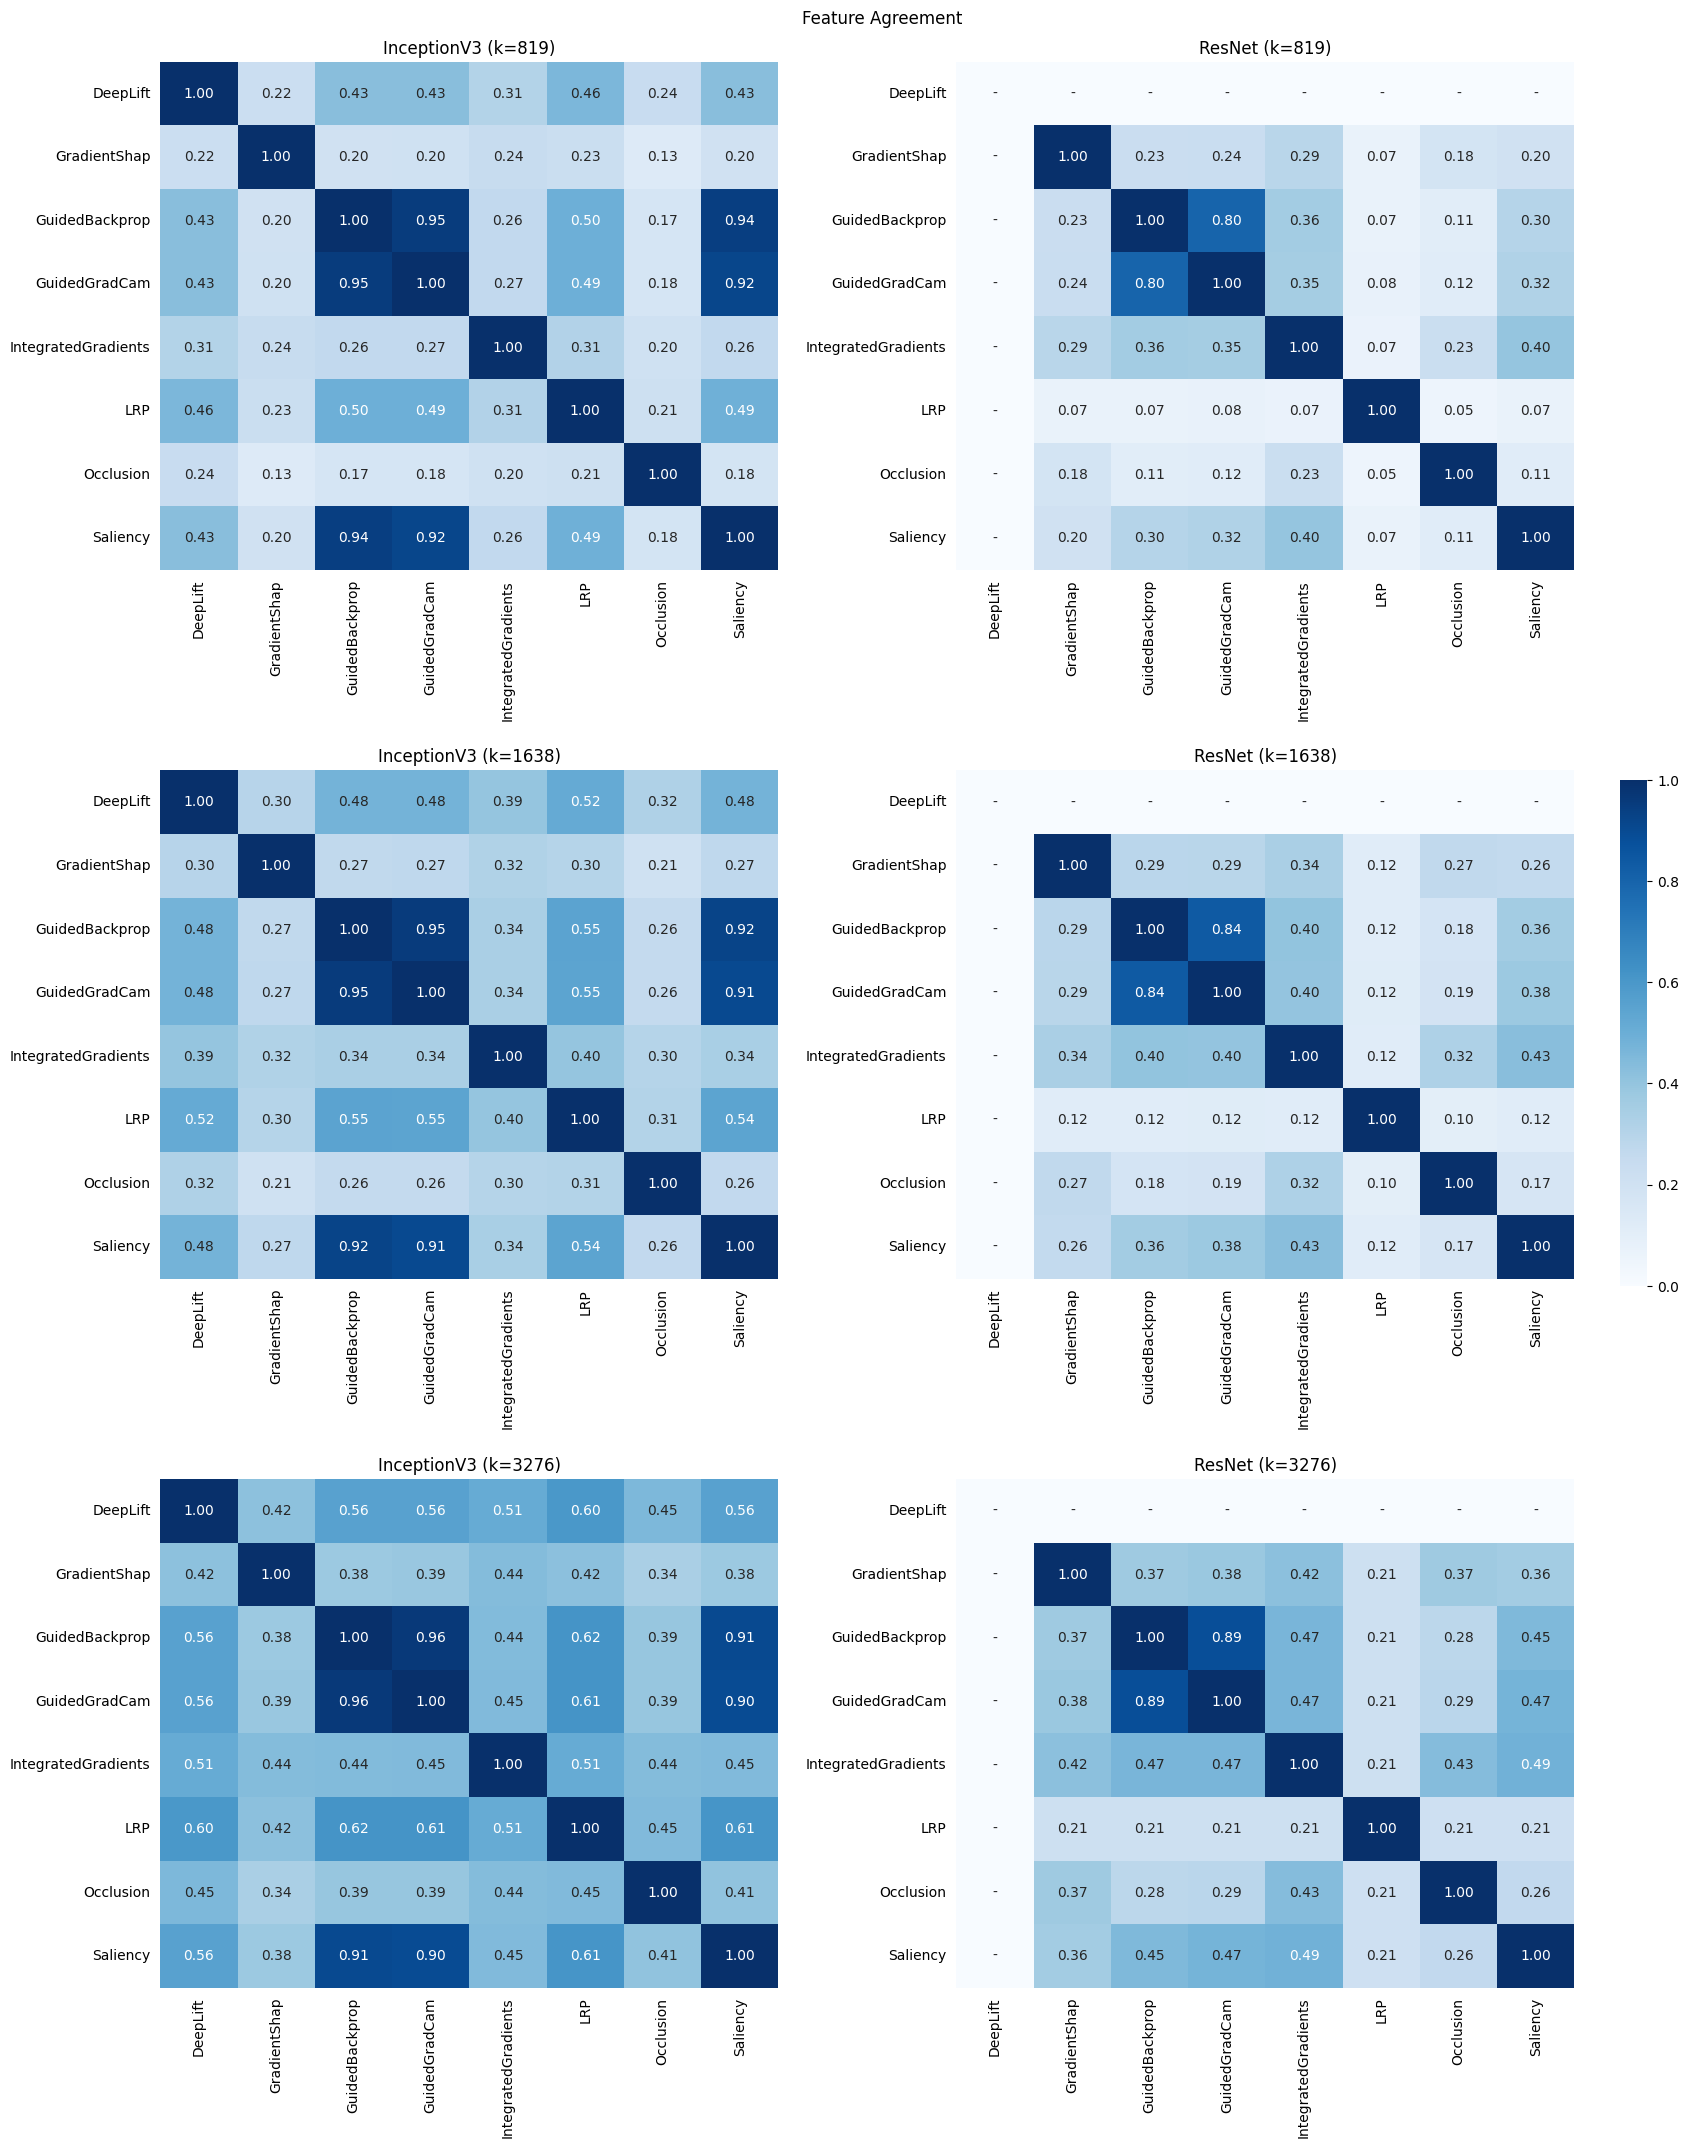 Feature Agreement
InceptionV3 (k=819)
DeepLift 1.00 0.22 0.43 0.43 0.31 0.46 0.24 0.43
GradientShap 0.22 1.00 0.20 0.20 0.24 0.23 0.13 0.20
GuidedBackprop 0.43 0.20 1.00 0.95 0.26 0.50 0.17 0.94
GuidedGradCam 0.43 0.20 0.95 1.00 0.27 0.49 0.18 0.92
IntegratedGradients 0.31 0.24 0.26 0.27 1.00 0.31 0.20 0.26
LRP 0.46 0.23 0.50 0.49 0.31 1.00 0.21 0.49
Occlusion 0.24 0.13 0.17 0.18 0.20 0.21 1.00 0.18
Saliency 0.43 0.20 0.94 0.92 0.26 0.49 0.18 1.00
DeepLift GradientShap GuidedBackprop GuidedGradCam IntegratedGradients LRP Occlusion Saliency
ResNet (k=819)
DeepLift - - - - - - - -
GradientShap - 1.00 0.23 0.24 0.29 0.07 0.18 0.20
GuidedBackprop - 0.23 1.00 0.80 0.36 0.07 0.11 0.30
GuidedGradCam - 0.24 0.80 1.00 0.35 0.08 0.12 0.32
IntegratedGradients - 0.29 0.36 0.35 1.00 0.07 0.23 0.40
LRP - 0.07 0.07 0.08 0.07 1.00 0.05 0.07
Occlusion - 0.18 0.11 0.12 0.23 0.05 1.00 0.11
Saliency - 0.20 0.30 0.32 0.40 0.07 0.11 1.00
DeepLift GradientShap GuidedBackprop GuidedGradCam IntegratedGradients LRP Occlusion Saliency
InceptionV3 (k=1638)
DeepLift 1.00 0.30 0.48 0.48 0.39 0.52 0.32 0.48
GradientShap 0.30 1.00 0.27 0.27 0.32 0.30 0.21 0.27
GuidedBackprop 0.48 0.27 1.00 0.95 0.34 0.55 0.26 0.92
GuidedGradCam 0.48 0.27 0.95 1.00 0.34 0.55 0.26 0.91
IntegratedGradients 0.39 0.32 0.34 0.34 1.00 0.40 0.30 0.34
LRP 0.52 0.30 0.55 0.55 0.40 1.00 0.31 0.54
Occlusion 0.32 0.21 0.26 0.26 0.30 0.31 1.00 0.26
Saliency 0.48 0.27 0.92 0.91 0.34 0.54 0.26 1.00
DeepLift GradientShap GuidedBackprop GuidedGradCam IntegratedGradients LRP Occlusion Saliency
ResNet (k=1638)
DeepLift - - - - - - - -
GradientShap - 1.00 0.29 0.29 0.34 0.12 0.27 0.26
GuidedBackprop - 0.29 1.00 0.84 0.40 0.12 0.18 0.36
GuidedGradCam - 0.29 0.84 1.00 0.40 0.12 0.19 0.38
IntegratedGradients - 0.34 0.40 0.40 1.00 0.12 0.32 0.43
LRP - 0.12 0.12 0.12 0.12 1.00 0.10 0.12
Occlusion - 0.27 0.18 0.19 0.32 0.10 1.00 0.17
Saliency - 0.26 0.36 0.38 0.43 0.12 0.17 1.00
DeepLift GradientShap GuidedBackprop GuidedGradCam IntegratedGradients LRP Occlusion Saliency
1.0
0.8
0.6
0.4
0.2
0.0
InceptionV3 (k=3276)
DeepLift 1.00 0.42 0.56 0.56 0.51 0.60 0.45 0.56
GradientShap 0.42 1.00 0.38 0.39 0.44 0.42 0.34 0.38
GuidedBackprop 0.56 0.38 1.00 0.96 0.44 0.62 0.39 0.91
GuidedGradCam 0.56 0.39 0.96 1.00 0.45 0.61 0.39 0.90
IntegratedGradients 0.51 0.44 0.44 0.45 1.00 0.51 0.44 0.45
LRP 0.60 0.42 0.62 0.61 0.51 1.00 0.45 0.61
Occlusion 0.45 0.34 0.39 0.39 0.44 0.45 1.00 0.41
Saliency 0.56 0.38 0.91 0.90 0.45 0.61 0.41 1.00
DeepLift GradientShap GuidedBackprop GuidedGradCam IntegratedGradients LRP Occlusion Saliency
ResNet (k=3276)
DeepLift - - - - - - - -
GradientShap - 1.00 0.37 0.38 0.42 0.21 0.37 0.36
GuidedBackprop - 0.37 1.00 0.89 0.47 0.21 0.28 0.45
GuidedGradCam - 0.38 0.89 1.00 0.47 0.21 0.29 0.47
IntegratedGradients - 0.42 0.47 0.47 1.00 0.21 0.43 0.49
LRP - 0.21 0.21 0.21 0.21 1.00 0.21 0.21
Occlusion - 0.37 0.28 0.29 0.43 0.21 1.00 0.26
Saliency - 0.36 0.45 0.47 0.49 0.21 0.26 1.00
DeepLift GradientShap GuidedBackprop GuidedGradCam IntegratedGradients LRP Occlusion Saliency